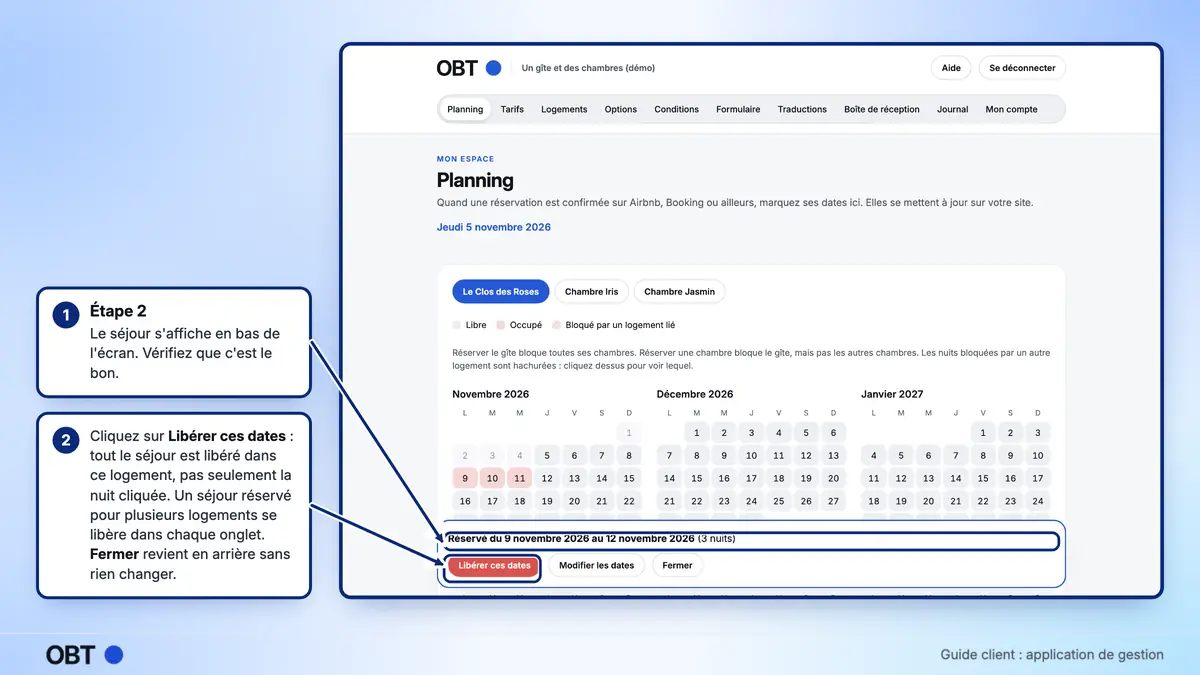 OBT
Un gîte et des chambres (démo)
Aide
Se déconnecter
Planning
Tarifs
Logements
Options
Conditions
Formulaire
Traductions
Boîte de réception
Journal
Mon compte
MON ESPACE
Planning
Quand une réservation est confirmée sur Airbnb, Booking ou ailleurs, marquez ses dates ici. Elles se mettent à jour sur votre site.
Jeudi 5 novembre 2026
Le Clos des Roses
Chambre Iris
Chambre Jasmin
Libre
Occupé
Bloqué par un logement lié
Réserver le gîte bloque toutes ses chambres. Réserver une chambre bloque le gîte, mais pas les autres chambres. Les nuits bloquées par un autre
logement sont hachurées : cliquez dessus pour voir lequel.
Novembre 2026
L M M J V S D
1
2 3 4 5 6 7 8
9 10 11 12 13 14 15
16 17 18 19 20 21 22
Décembre 2026
L M M J V S D
1 2 3 4 5 6
7 8 9 10 11 12 13
14 15 16 17 18 19 20
21 22 23 24 25 26 27
Janvier 2027
L M M J V S D
1 2 3
4 5 6 7 8 9 10
11 12 13 14 15 16 17
18 19 20 21 22 23 24
Réservé du 9 novembre 2026 au 12 novembre 2026 (3 nuits)
Libérer ces dates
Modifier les dates
Fermer
1
Étape 2
Le séjour s'affiche en bas de
l'écran. Vérifiez que c'est le
bon.
2
Cliquez sur Libérer ces dates :
tout le séjour est libéré dans
ce logement, pas seulement la
nuit cliquée. Un séjour réservé
pour plusieurs logements se
libère dans chaque onglet.
Fermer revient en arrière sans
rien changer.
OBT
Guide client : application de gestion